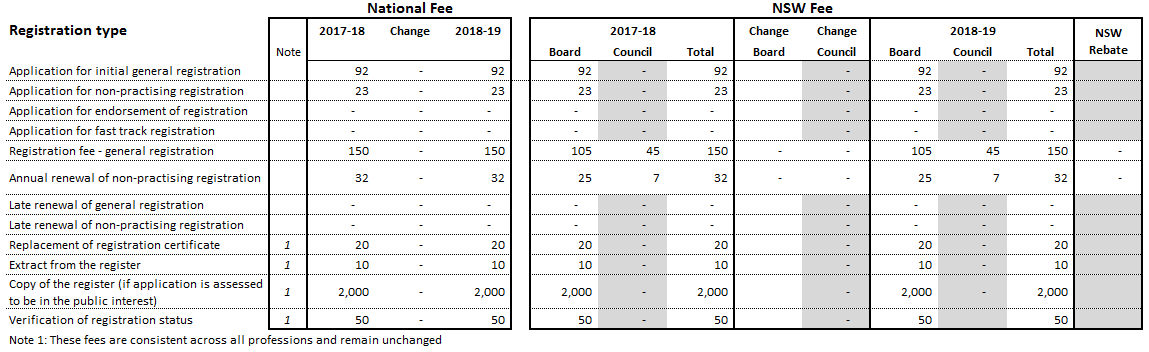 National Fee NSW Fee
Registration type 2017-18 Change 2018-19 2017-18 Change Change 2018-19 NSW
Note Board Council Total Board Council Board Council Total Rebate
Application for initial general registration 92 - 92 92 - 92 - 92 - 92
Application for non-practising registration 23 - 23 23 - 23 - 23 - 23
Application for endorsement of registration - - - - - - - - - -
Application for fast track registration - - - - - - - - - -
Registration fee - general registration 150 - 150 105 45 150 - - 105 45 150 -
Annual renewal of non-practising registration 32 - 32 25 7 32 - - 25 7 32 -
Late renewal of general registration - - - - - - - - - -
Late renewal of non-practising registration - - - - - - - - - -
Replacement of registration certificate 1 20 - 20 20 - 20 - 20 - 20
Extract from the register 1 10 - 10 10 - 10 - 10 - 10
Copy of the register (if application is assessed
to be in the public interest) 1 2,000 - 2,000 2,000 - 2,000 - 2,000 - 2,000
Verification of registration status 1 50 - 50 50 - 50 - 50 50
Note 1: These fees are consistent across all professions and remain unchanged